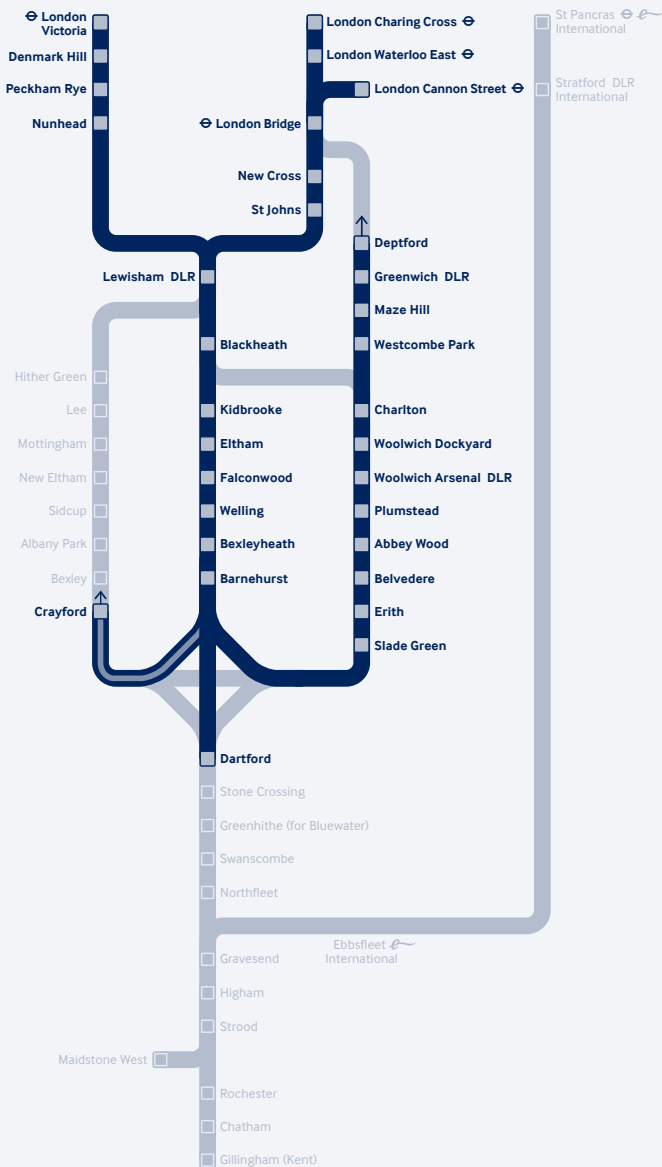 London
Victoria
London Charing Cross
St Pancras
International
Denmark Hill
London Waterloo East
Peckham Rye
London Cannon Street
Stratford DLR
International
Nunhead
London Bridge
New Cross
St Johns
Deptford
Lewisham DLR
Greenwich DLR
Maze Hill
Blackheath
Westcombe Park
Hither Green
Lee
Kidbrooke
Charlton
Mottingham
Eltham
Woolwich Dockyard
New Eltham
Falconwood
Woolwich Arsenal DLR
Sidcup
Welling
Plumstead
Albany Park
Bexleyheath
Abbey Wood
Bexley
Barnehurst
Belvedere
Crayford
Erith
Slade Green
Dartford
Stone Crossing
Greenhithe (for Bluewater)
Swanscombe
Northfleet
Ebbsfleet
International
Gravesend
Higham
Strood
Maidstone West
Rochester
Chatham
Gillingham (Kent)